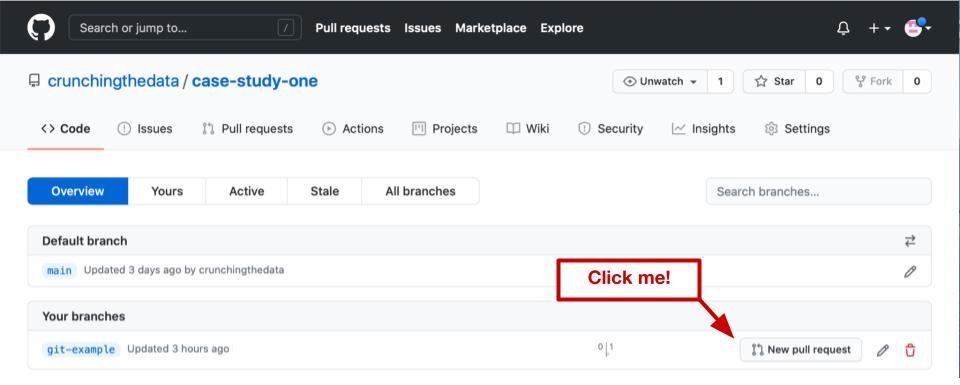 Search or jump to... / Pull requests Issues Marketplace Explore
crunchingthedata / case-study-one Unwatch 1 Star 0 Fork 0
Code Issues Pull requests Actions Projects Wiki Security Insights Settings
Overview Yours Active Stale All branches Search branches...
Default branch
main Updated 3 days ago by crunchingthedata
Click me!
Your branches
git-example Updated 3 hours ago 0 1 New pull request